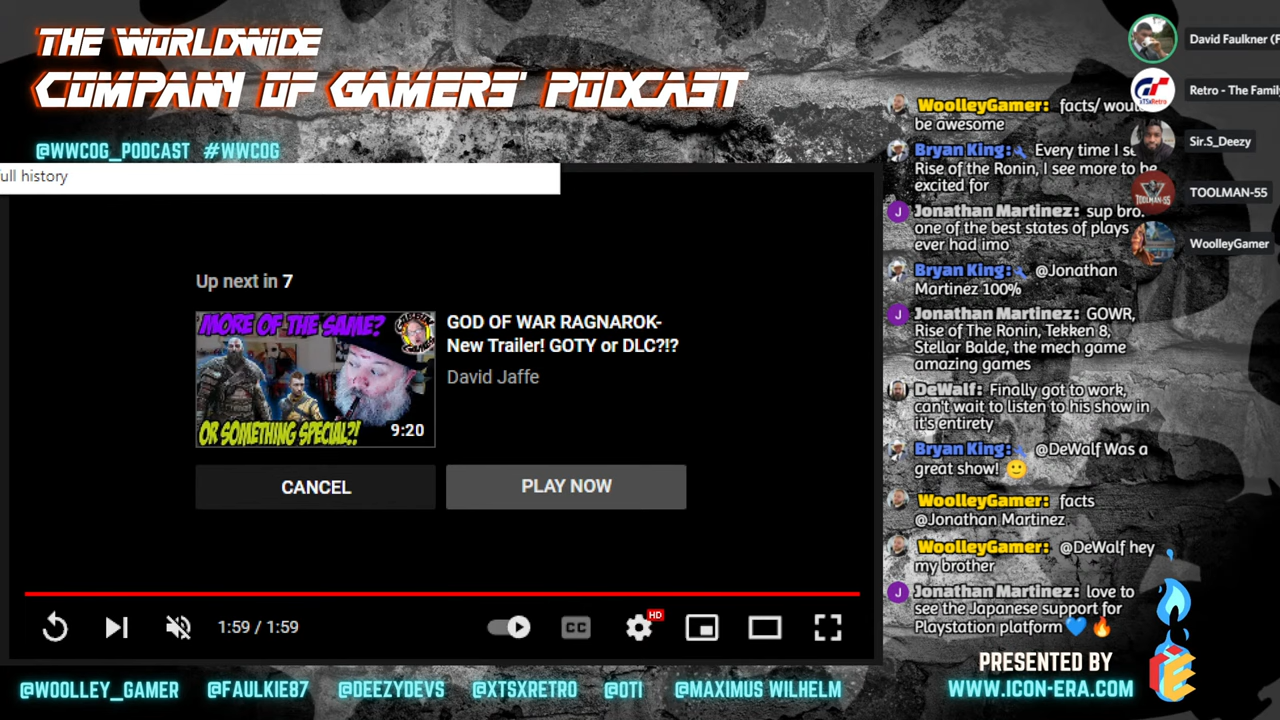 THE WORLDWIDE
COMPANY OF GAMERS' PODCAST
@WWCOG_PODCAST #WWCOG
ull history
Up next in 7
MORE OF THE SAME?
OR SOMETHING SPECIAL?!
9:20
GOD OF WAR RAGNAROK-
New Trailer! GOTY or DLC?!?
David Jaffe
CANCEL
PLAY NOW
1:59 / 1:59
CC
HD
WoolleyGamer: facts/ wou
be awesome
Bryan King: Every time I s
Rise of the Ronin, I see more to be
excited for
J
Jonathan Martinez: sup bro.
one of the best states of plays
ever had imo
Bryan King: @Jonathan
Martinez 100%
J
Jonathan Martinez: GOWR,
Rise of The Ronin, Tekken 8,
Stellar Balde, the mech game
amazing games
DeWalf: Finally got to work,
can't wait to listen to his show in
it's entirety
Bryan King: @DeWalf Was a
great show! 🙂
WoolleyGamer: facts
@Jonathan Martinez
WoolleyGamer: @DeWalf hey
my brother
J
Jonathan Martinez: love to
see the Japanese support for
Playstation platform 💙 🔥
David Faulkner (F
Retro - The Family
Sir.S_Deezy
TOOLMAN-55
WoolleyGamer
PRESENTED BY
WWW.ICON-ERA.COM
@WOOLLEY_GAMER @FAULKIE87 @DEEZYDEVS @XTSXRETRO @OTI @MAXIMUS WILHELM